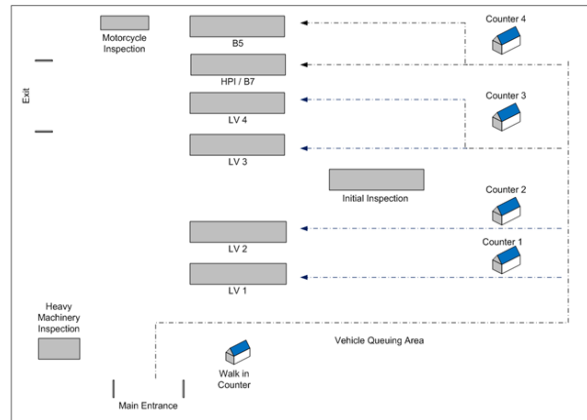 Counter 4
Motorcycle
Inspection
B5
HPI / B7
Exit
Counter 3
LV 4
LV 3
Initial Inspection
Counter 2
LV 2
Counter 1
LV 1
Heavy
Machinery
Inspection
Vehicle Queuing Area
Walk in
Counter
Main Entrance